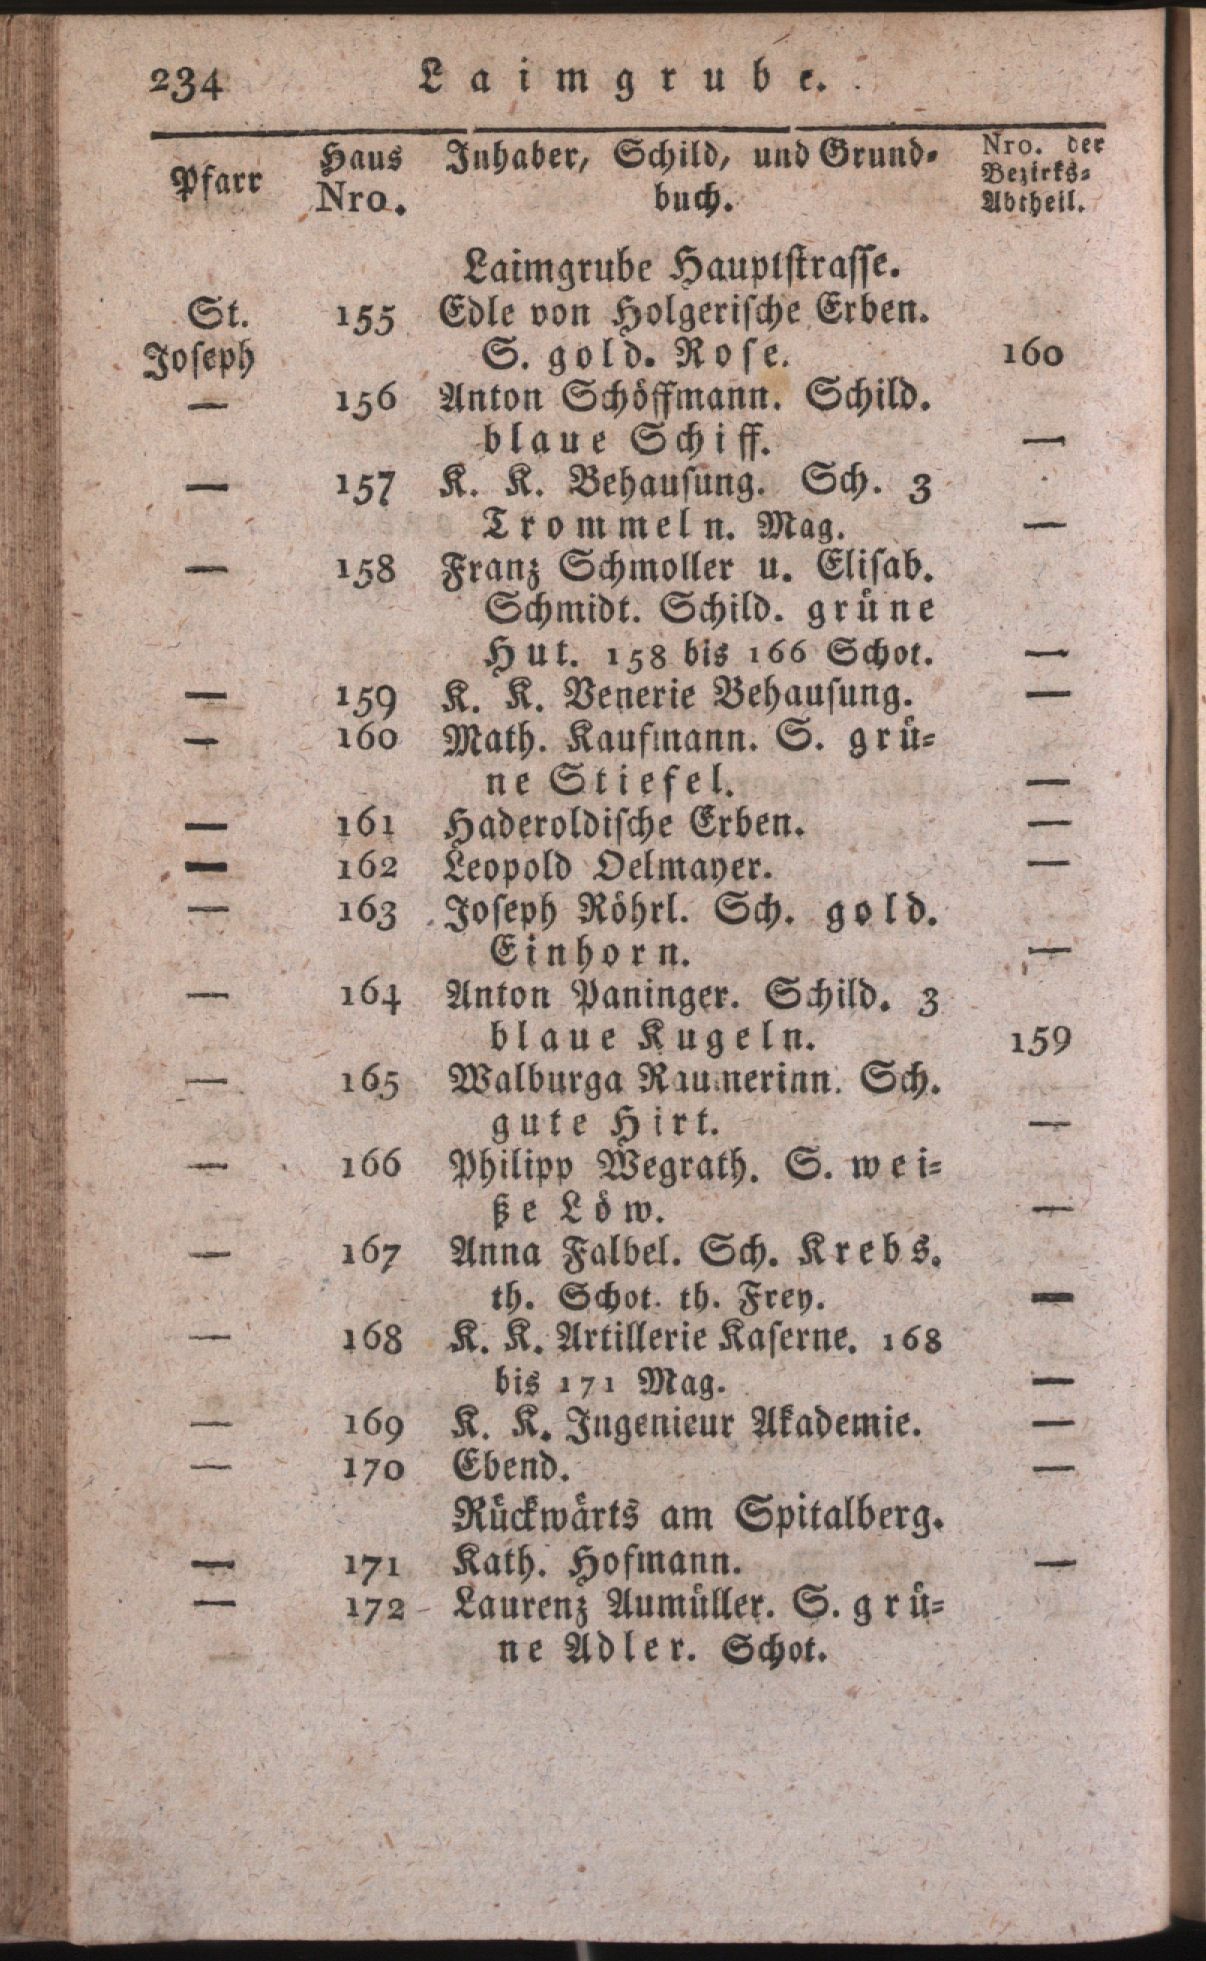 234 Laimgrube.
Pfarr Haus Nro. Inhaber, Schild, und Grund-buch. Nro. der Bezirks-Abtheil.
Laimgrube Hauptstrasse.
St. 155 Edle von Holgerische Erben.
Joseph S. gold. Rose. 160
— 156 Anton Schöffmann. Schild.
blaue Schiff. —
— 157 K. K. Behausung. Sch. 3
Trommeln. Mag. —
— 158 Franz Schmoller u. Elisab.
Schmidt. Schild. grüne
Hut. 158 bis 166 Schot. —
— 159 K. K. Venerie Behausung. —
— 160 Math. Kaufmann. S. grü-
ne Stiefel. —
— 161 Haderoldische Erben. —
— 162 Leopold Oelmayer. —
— 163 Joseph Röhrl. Sch. gold.
Einhorn. —
— 164 Anton Paninger. Schild. 3
blaue Kugeln. 159
— 165 Walburga Raumerinn. Sch.
gute Hirt. —
— 166 Philipp Wegrath. S. wei-
ße Löw. —
— 167 Anna Falbel. Sch. Krebs.
th. Schot. th. Frey. —
— 168 K. K. Artillerie Kaserne. 168
bis 171 Mag. —
— 169 K. K. Ingenieur Akademie. —
— 170 Ebend. —
Rückwärts am Spitalberg.
— 171 Kath. Hofmann. —
— 172 Laurenz Aumüller. S. grü-
ne Adler. Schot.